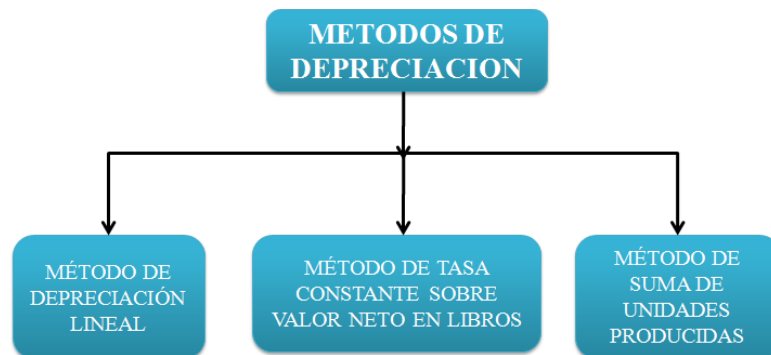 METODOS DE
DEPRECIACION
MÉTODO DE
DEPRECIACIÓN
LINEAL
MÉTODO DE TASA
CONSTANTE SOBRE
VALOR NETO EN LIBROS
MÉTODO DE
SUMA DE
UNIDADES
PRODUCIDAS